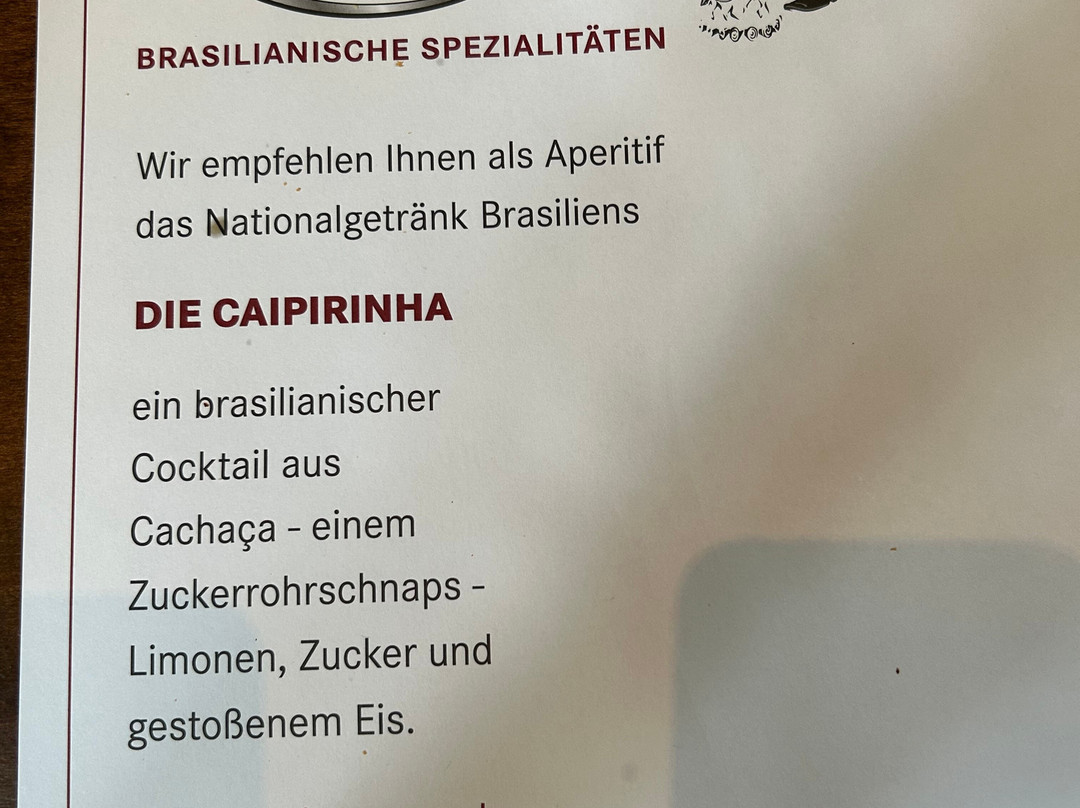 BRASILIANISCHE SPEZIALITÄTEN
Wir empfehlen Ihnen als Aperitif
das Nationalgetränk Brasiliens
DIE CAIPIRINHA
ein brasilianischer
Cocktail aus
Cachaça - einem
Zuckerrohrschnaps -
Limonen, Zucker und
gestoßenem Eis.